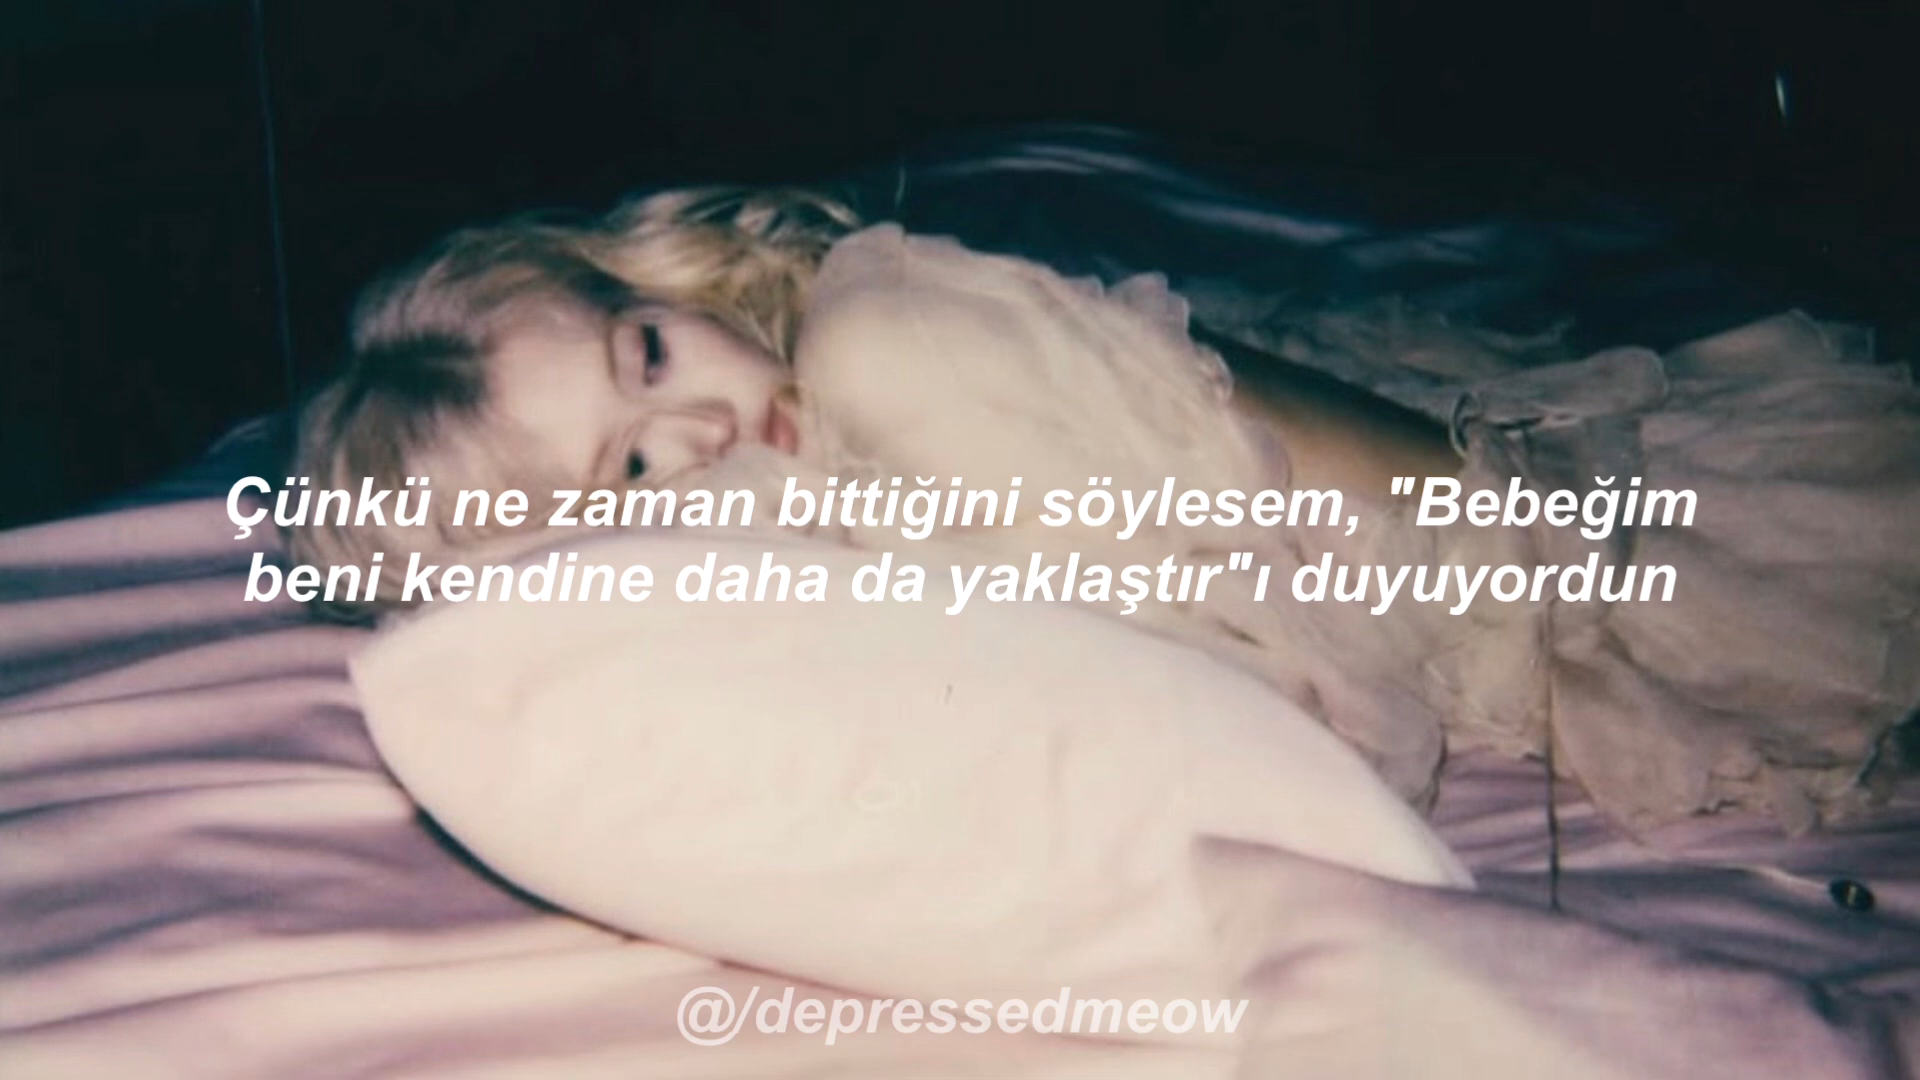 Çünkü ne zaman bittiğini söylesem, "Bebeğim
beni kendine daha da yaklaştır"ı duyuyordun
@/depressedmeow